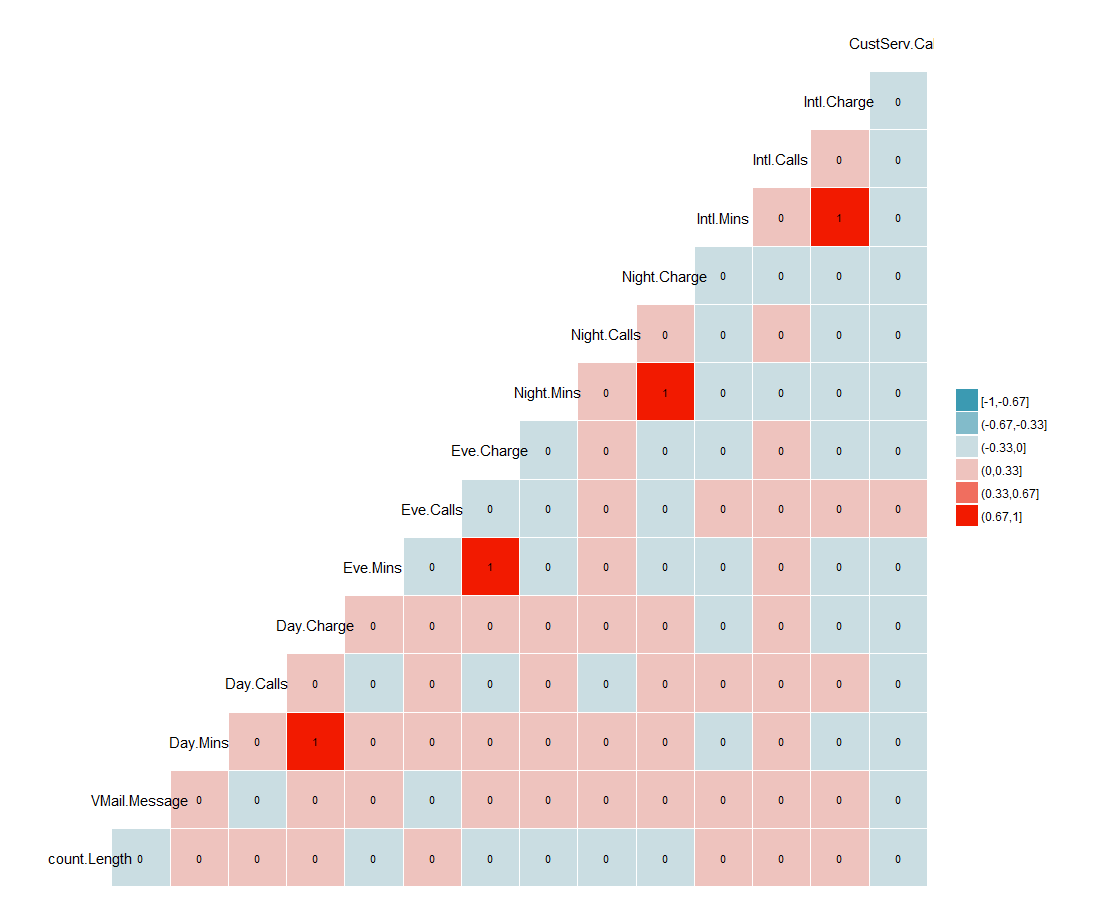 CustServ.Ca
Intl.Charge 0
Intl.Calls 0 0
Intl.Mins 0 1 0
Night.Charge 0 0 0 0
Night.Calls 0 0 0 0 0
Night.Mins 0 1 0 0 0 0
Eve.Charge 0 0 0 0 0 0 0
Eve.Calls 0 0 0 0 0 0 0 0
Eve.Mins 0 1 0 0 0 0 0 0 0
Day.Charge 0 0 0 0 0 0 0 0 0 0
Day.Calls 0 0 0 0 0 0 0 0 0 0 0
Day.Mins 0 1 0 0 0 0 0 0 0 0 0 0
VMail.Message 0 0 0 0 0 0 0 0 0 0 0 0 0
count.Length 0 0 0 0 0 0 0 0 0 0 0 0 0 0
[-1,-0.67]
(-0.67,-0.33]
(-0.33,0]
(0,0.33]
(0.33,0.67]
(0.67,1]